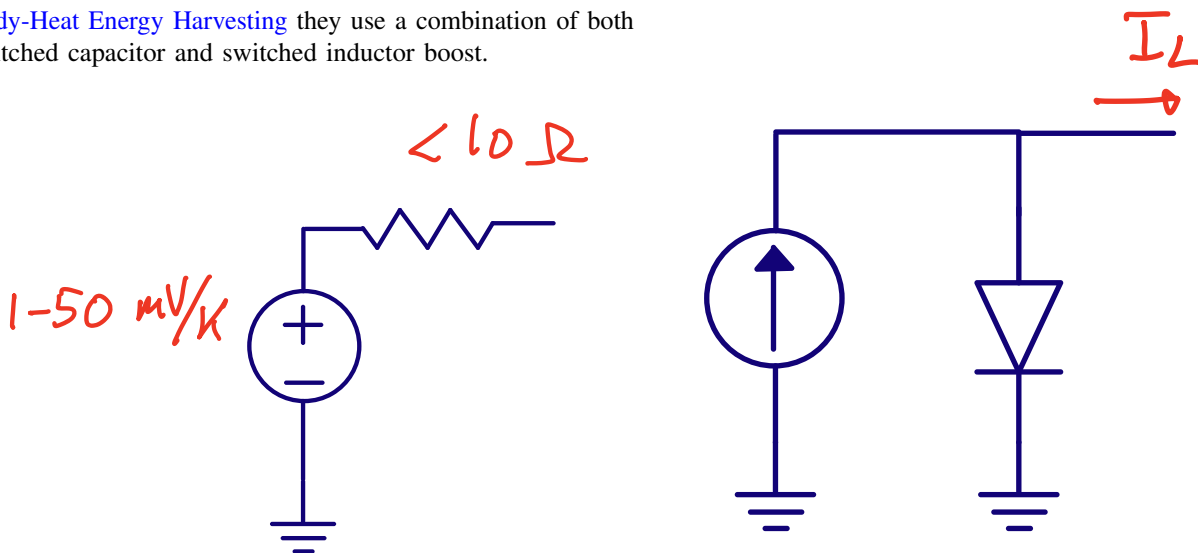 dy-Heat Energy Harvesting they use a combination of both
tched capacitor and switched inductor boost.
I_L
<10 Ω
1-50 mV/K
+
−